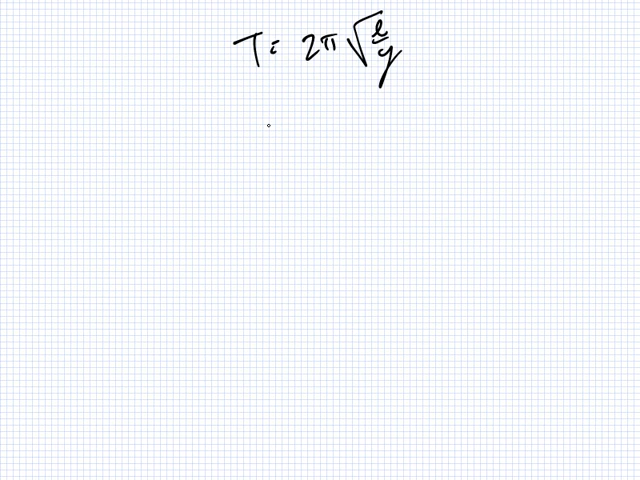 T = 2π √(l/g)